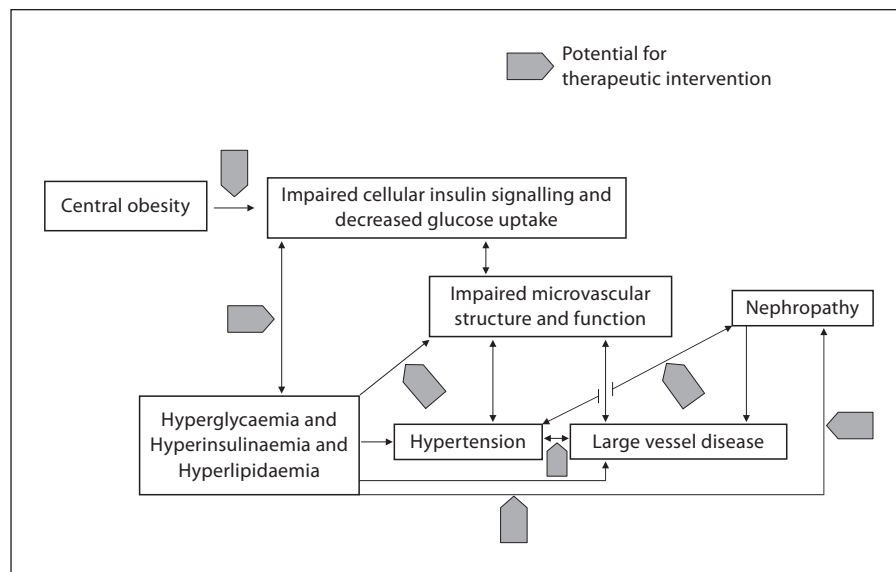 Potential for
therapeutic intervention
Central obesity
Impaired cellular insulin signalling and
decreased glucose uptake
Impaired microvascular
structure and function
Nephropathy
Hyperglycaemia and
Hyperinsulinaemia and
Hyperlipidaemia
Hypertension
Large vessel disease